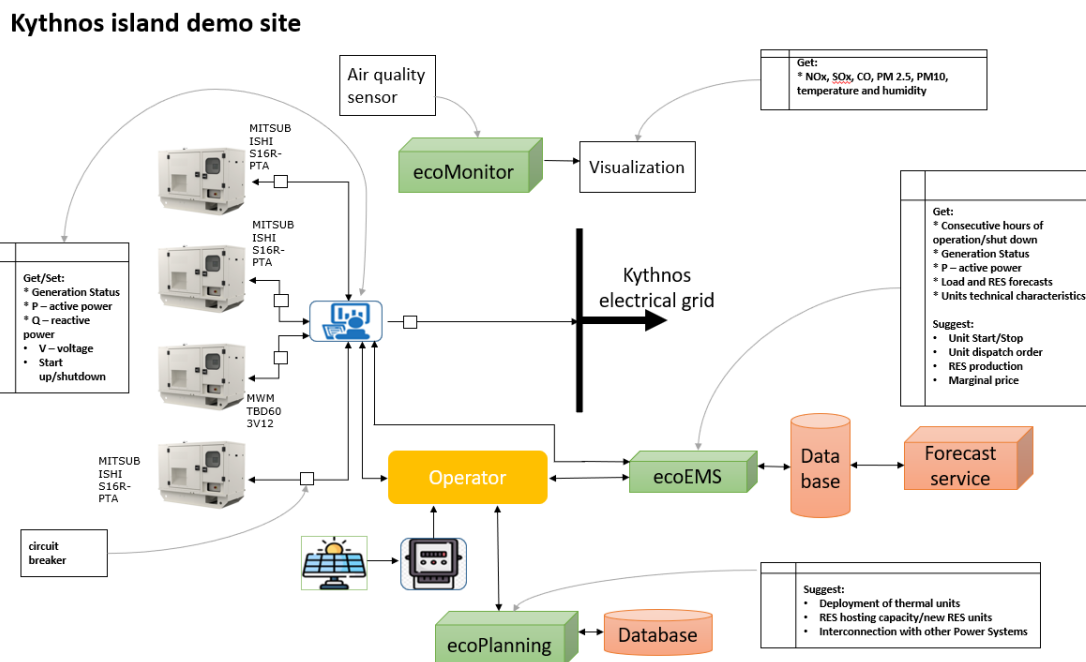 Kythnos island demo site
Air quality
sensor
Get:
* NOx, SOx, CO, PM 2.5, PM10,
temperature and humidity
MITSUB
ISHI
S16R-
PTA
ecoMonitor
Visualization
MITSUB
ISHI
S16R-
PTA
Get:
* Consecutive hours of
operation/shut down
* Generation Status
* P – active power
* Load and RES forecasts
* Units technical characteristics
Suggest:
• Unit Start/Stop
• Unit dispatch order
• RES production
• Marginal price
Get/Set:
* Generation Status
* P – active power
* Q – reactive
power
• V – voltage
• Start
up/shutdown
Kythnos
electrical grid
MWM
TBD60
3V12
MITSUB
ISHI
S16R-
PTA
Operator
ecoEMS
Data
base
Forecast
service
circuit
breaker
Suggest:
• Deployment of thermal units
• RES hosting capacity/new RES units
• Interconnection with other Power Systems
ecoPlanning
Database